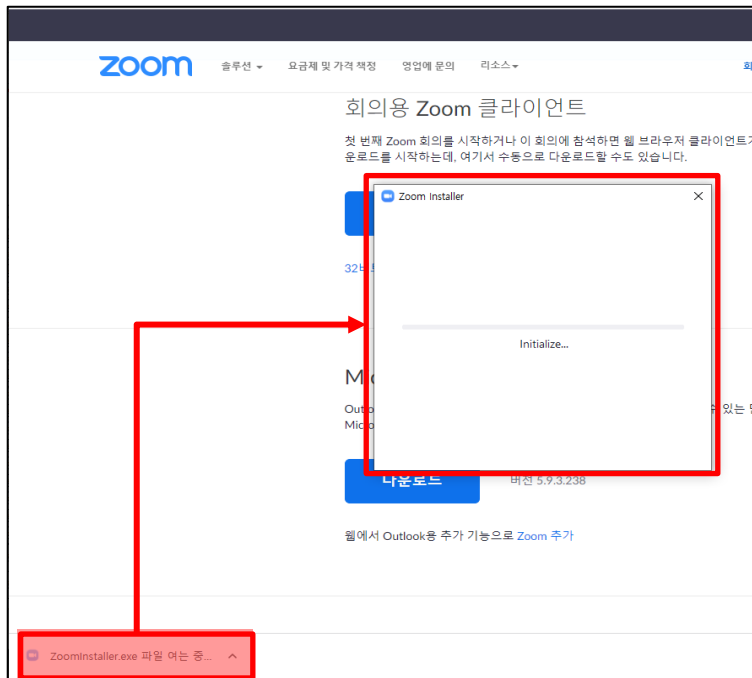 zoom 솔루션 요금제 및 가격 책정 영업에 문의 리소스
회의용 Zoom 클라이언트
첫 번째 Zoom 회의를 시작하거나 이 회의에 참석하면 웹 브라우저 클라이언트가
운로드를 시작하는데, 여기서 수동으로 다운로드할 수도 있습니다.
Zoom Installer
Initialize...
다운로드 버전 5.9.3.238
웹에서 Outlook용 추가 기능으로 Zoom 추가
ZoomInstaller.exe 파일 여는 중...